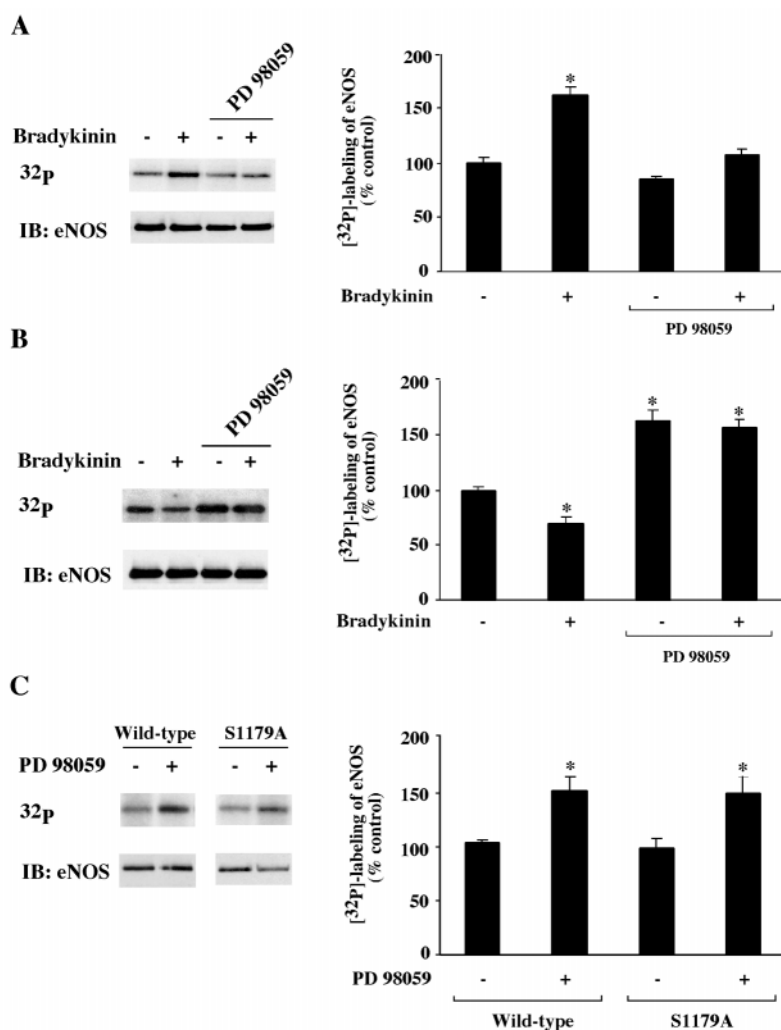 A
PD 98059
Bradykinin - + - +
32P
IB: eNOS
[32P]-labeling of eNOS
(% control)
200
150
100
50
0
*
Bradykinin - + - +
PD 98059
B
PD 98059
Bradykinin - + - +
32P
IB: eNOS
[32P]-labeling of eNOS
(% control)
200
150
100
50
0
* * *
Bradykinin - + - +
PD 98059
C
Wild-type S1179A
PD 98059 - + - +
32P
IB: eNOS
[32P]-labeling of eNOS
(% control)
200
150
100
50
0
* *
PD 98059 - + - +
Wild-type S1179A